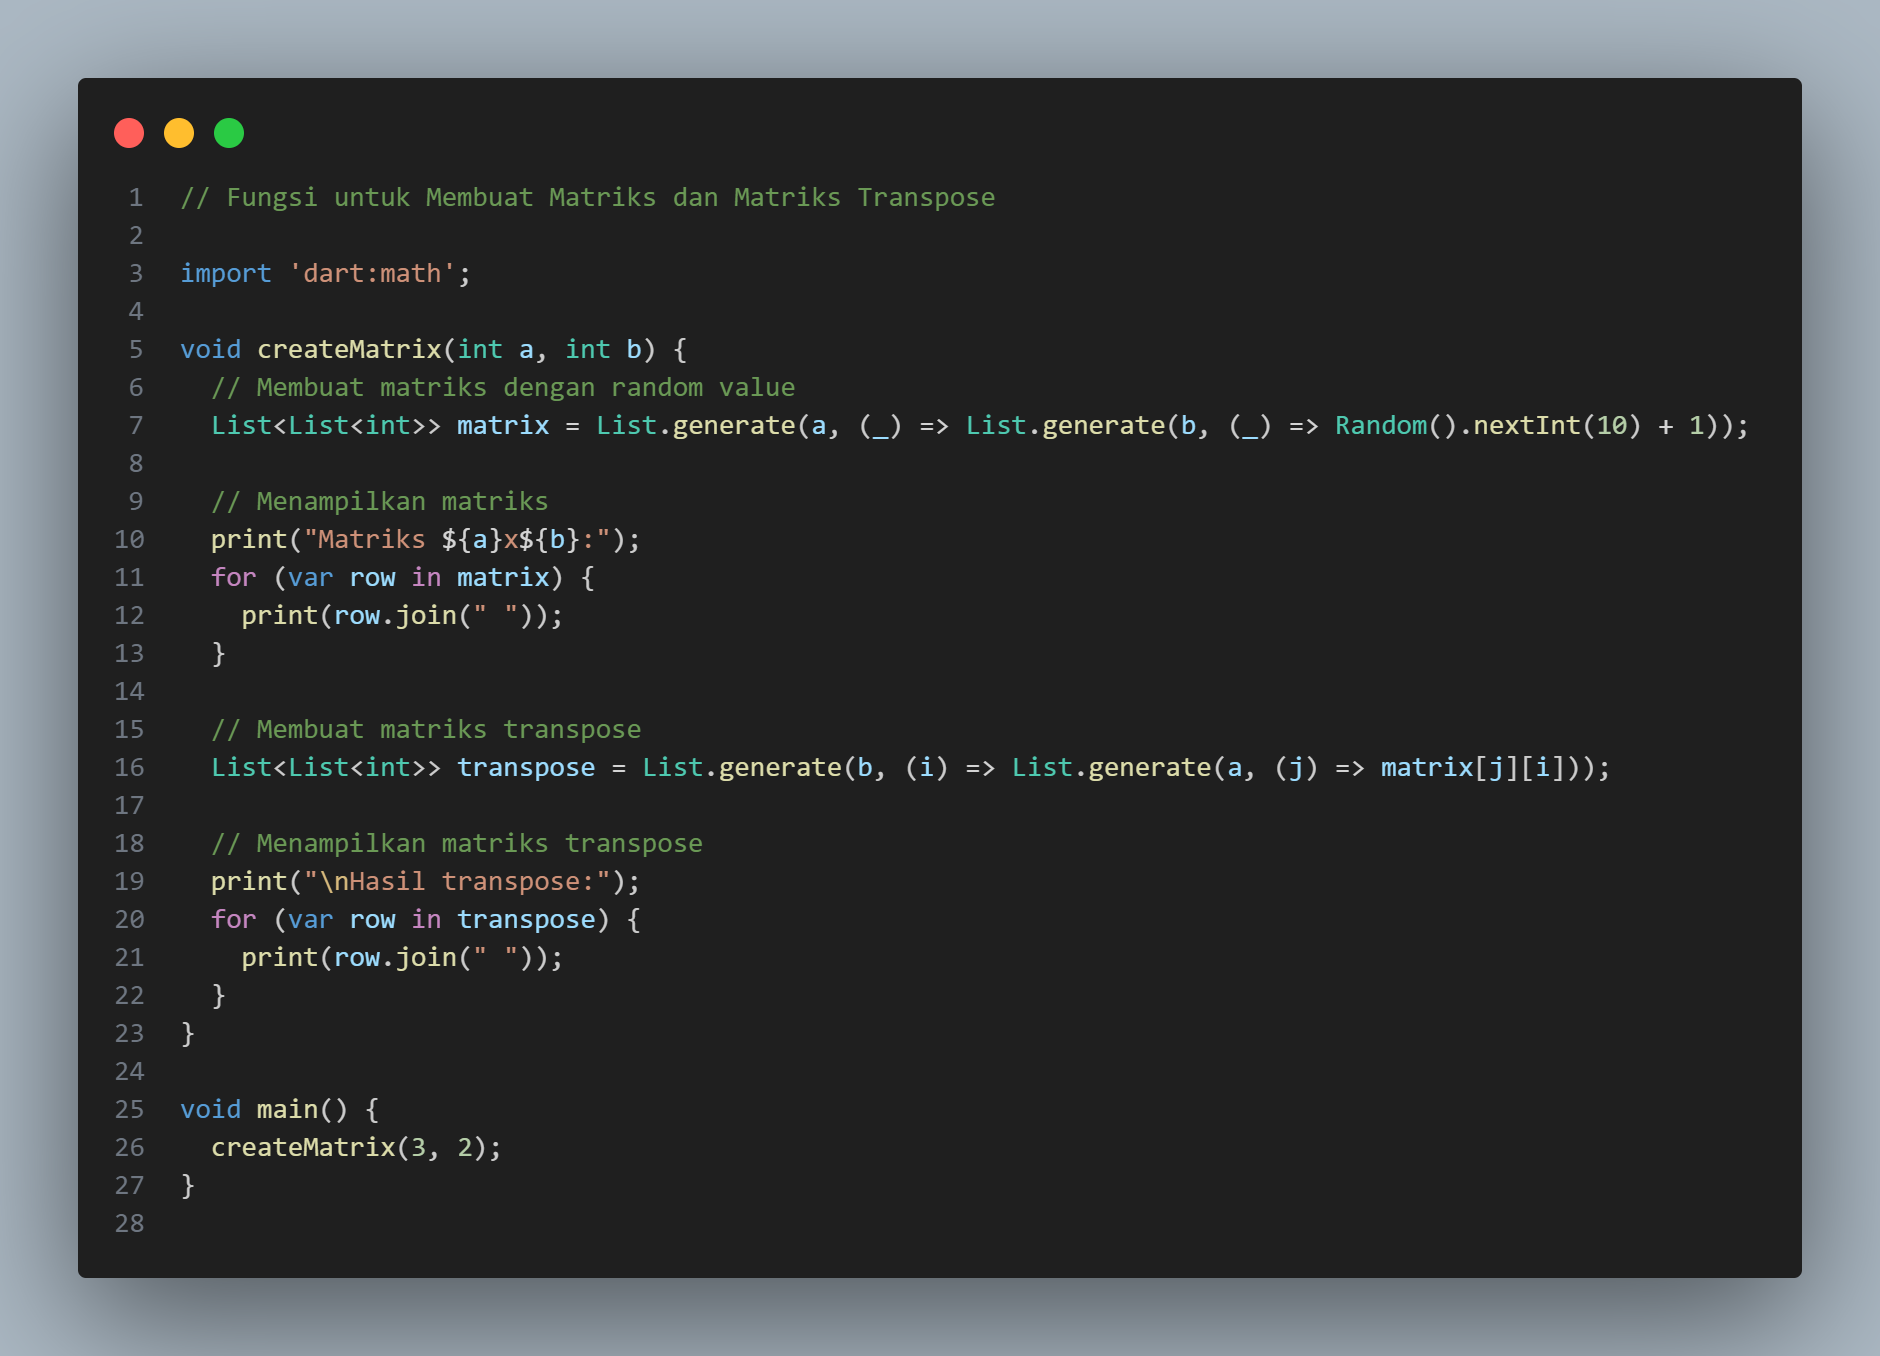 1 // Fungsi untuk Membuat Matriks dan Matriks Transpose
2
3 import 'dart:math';
4
5 void createMatrix(int a, int b) {
6   // Membuat matriks dengan random value
7   List<List<int>> matrix = List.generate(a, (_) => List.generate(b, (_) => Random().nextInt(10) + 1));
8
9   // Menampilkan matriks
10   print("Matriks ${a}x${b}:");
11   for (var row in matrix) {
12     print(row.join(" "));
13   }
14
15   // Membuat matriks transpose
16   List<List<int>> transpose = List.generate(b, (i) => List.generate(a, (j) => matrix[j][i]));
17
18   // Menampilkan matriks transpose
19   print("\nHasil transpose:");
20   for (var row in transpose) {
21     print(row.join(" "));
22   }
23 }
24
25 void main() {
26   createMatrix(3, 2);
27 }
28